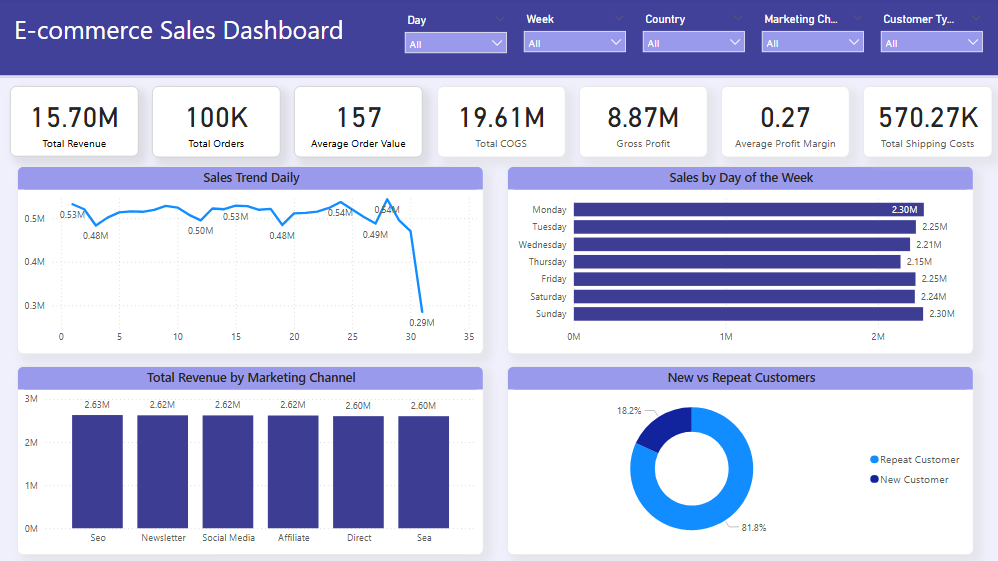 E-commerce Sales Dashboard
Day
Week
Country
Marketing Ch...
Customer Ty...
All
All
All
All
All
15.70M
Total Revenue
100K
Total Orders
157
Average Order Value
19.61M
Total COGS
8.87M
Gross Profit
0.27
Average Profit Margin
570.27K
Total Shipping Costs
Sales Trend Daily
0.5M
0.4M
0.3M
0.53M
0.48M
0.50M
0.53M
0.48M
0.54M
0.49M
0.54M
0.29M
0 5 10 15 20 25 30 35
Sales by Day of the Week
Monday 2.30M
Tuesday 2.25M
Wednesday 2.21M
Thursday 2.15M
Friday 2.25M
Saturday 2.24M
Sunday 2.30M
0M 1M 2M
Total Revenue by Marketing Channel
3M
2M
1M
0M
2.63M 2.62M 2.62M 2.62M 2.60M 2.60M
Seo Newsletter Social Media Affiliate Direct Sea
New vs Repeat Customers
18.2%
81.8%
Repeat Customer
New Customer